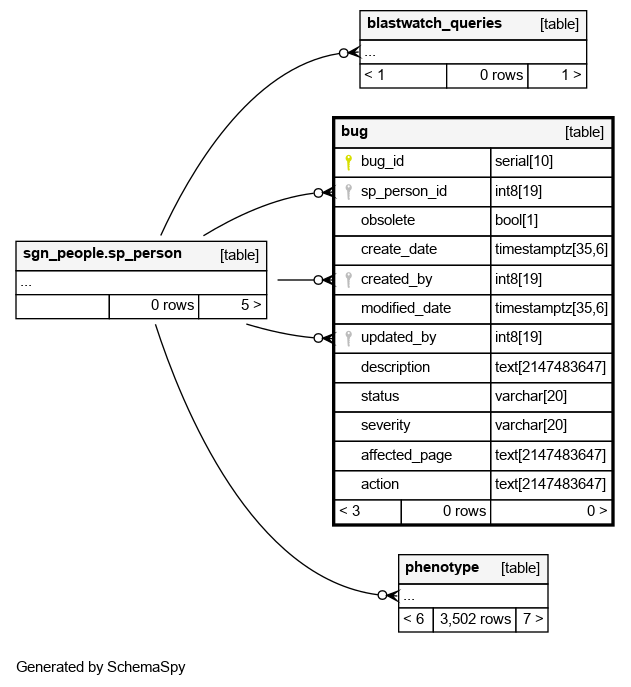 blastwatch_queries [table]
...
< 1 0 rows 1 >
bug [table]
bug_id serial[10]
sp_person_id int8[19]
obsolete bool[1]
create_date timestamptz[35,6]
created_by int8[19]
modified_date timestamptz[35,6]
updated_by int8[19]
description text[2147483647]
status varchar[20]
severity varchar[20]
affected_page text[2147483647]
action text[2147483647]
< 3 0 rows 0 >
sgn_people.sp_person [table]
...
0 rows 5 >
phenotype [table]
...
< 6 3,502 rows 7 >
Generated by SchemaSpy